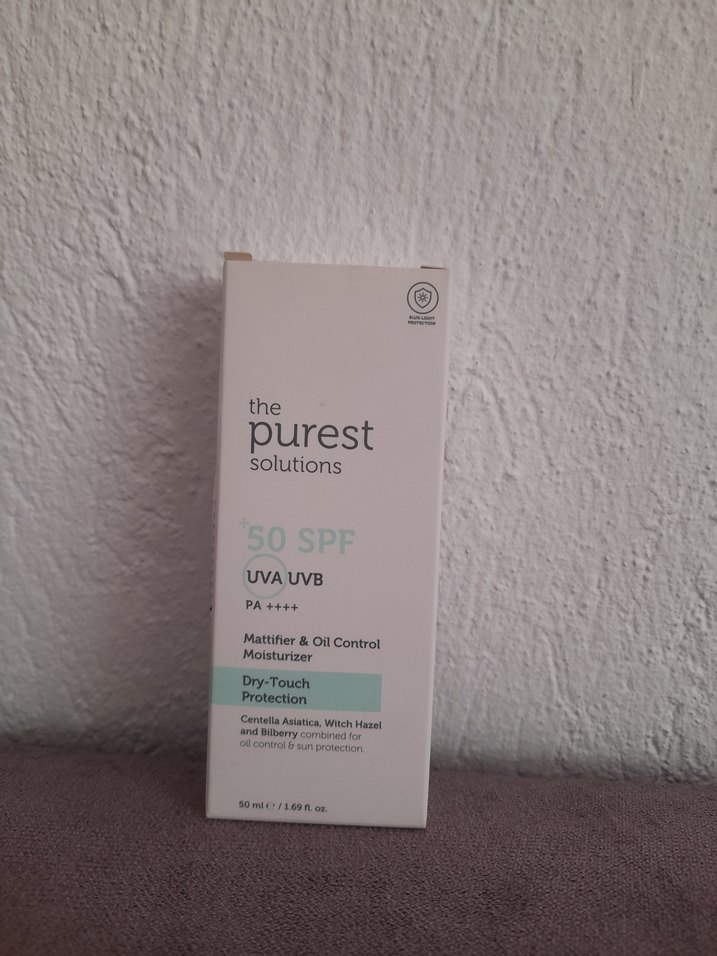 BLUE-LIGHT
PROTECTION
the
purest
solutions
+50 SPF
UVA UVB
PA ++++
Mattifier & Oil Control
Moisturizer
Dry-Touch
Protection
Centella Asiatica, Witch Hazel
and Bilberry combined for
oil control & sun protection.
50 ml ℮ / 1.69 fl. oz.